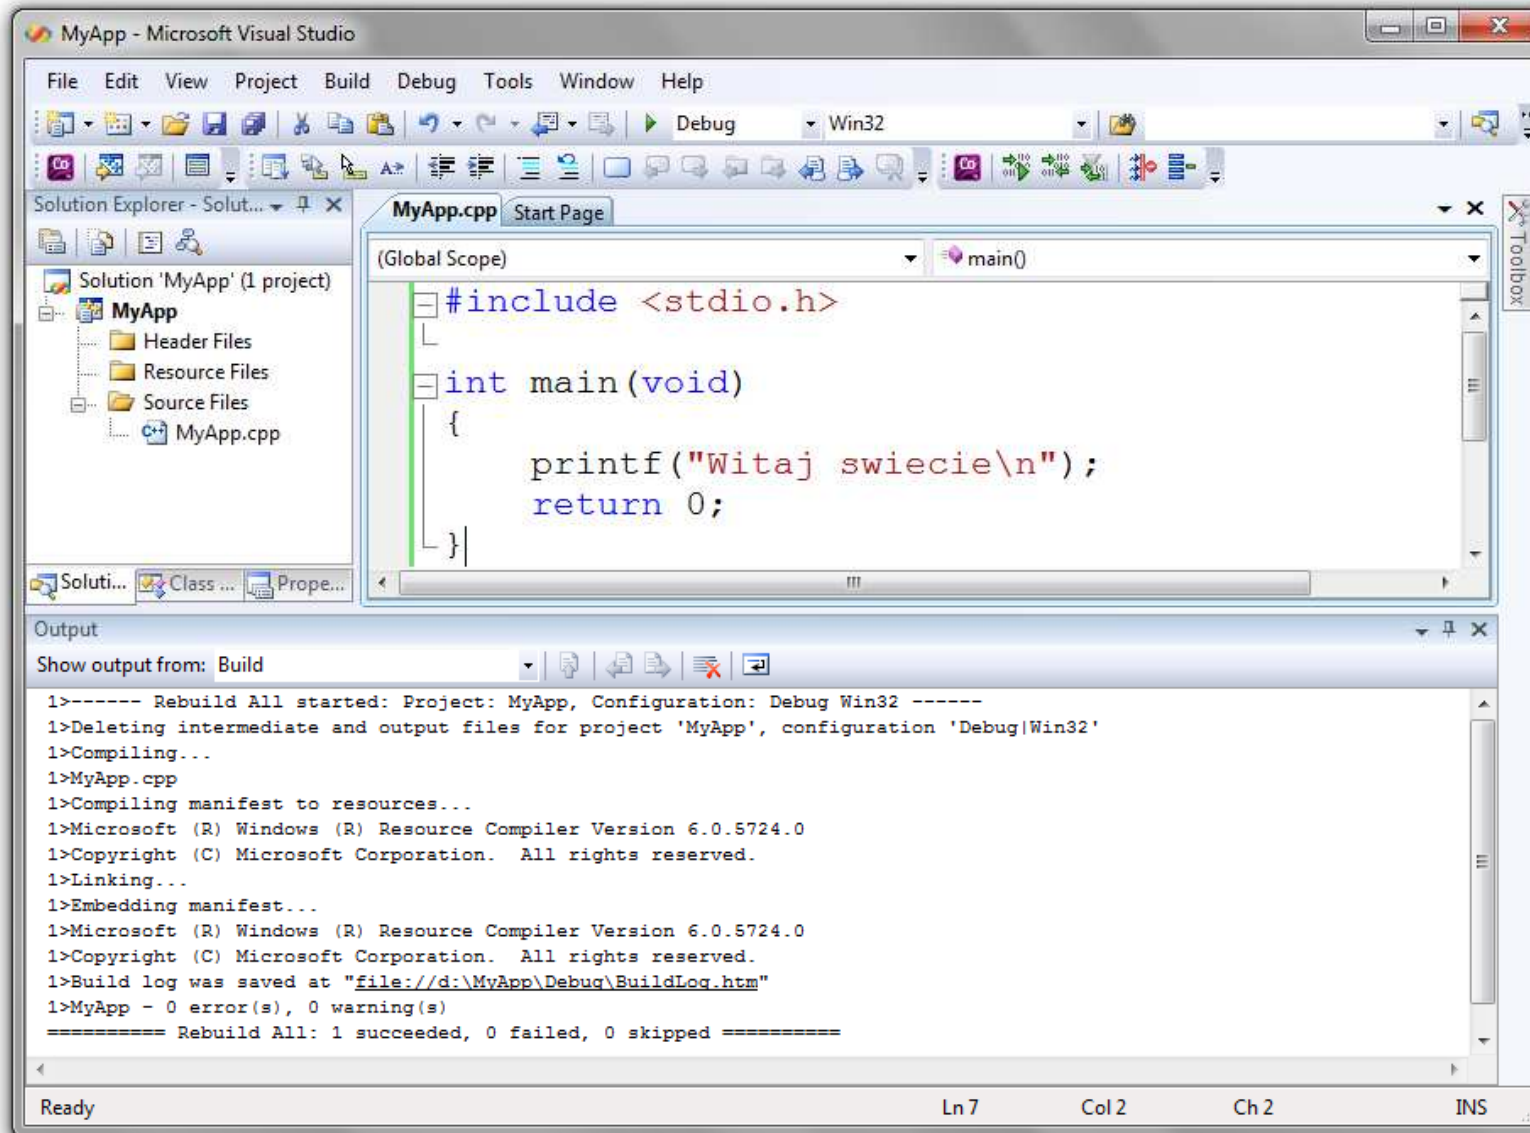 MyApp - Microsoft Visual Studio
File Edit View Project Build Debug Tools Window Help
Debug Win32
Solution Explorer - Solut...
MyApp.cpp Start Page
Toolbox
(Global Scope) main()
Solution 'MyApp' (1 project)
MyApp
Header Files
Resource Files
Source Files
MyApp.cpp
Soluti... Class ... Prope...
#include <stdio.h>
int main(void)
{
printf("Witaj swiecie\n");
return 0;
}
Output
Show output from: Build
1>------ Rebuild All started: Project: MyApp, Configuration: Debug Win32 ------
1>Deleting intermediate and output files for project 'MyApp', configuration 'Debug|Win32'
1>Compiling...
1>MyApp.cpp
1>Compiling manifest to resources...
1>Microsoft (R) Windows (R) Resource Compiler Version 6.0.5724.0
1>Copyright (C) Microsoft Corporation.  All rights reserved.
1>Linking...
1>Embedding manifest...
1>Microsoft (R) Windows (R) Resource Compiler Version 6.0.5724.0
1>Copyright (C) Microsoft Corporation.  All rights reserved.
1>Build log was saved at "file://d:\MyApp\Debug\BuildLog.htm"
1>MyApp - 0 error(s), 0 warning(s)
========== Rebuild All: 1 succeeded, 0 failed, 0 skipped ==========
Ready Ln 7 Col 2 Ch 2 INS